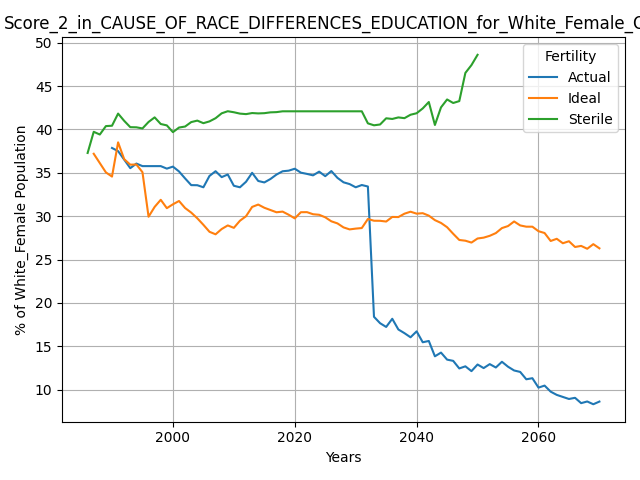 Score_2_in_CAUSE_OF_RACE_DIFFERENCES_EDUCATION_for_White_Female_
50
45
40
35
30
25
20
15
10
% of White_Female Population
Fertility
Actual
Ideal
Sterile
2000
2020
2040
2060
Years